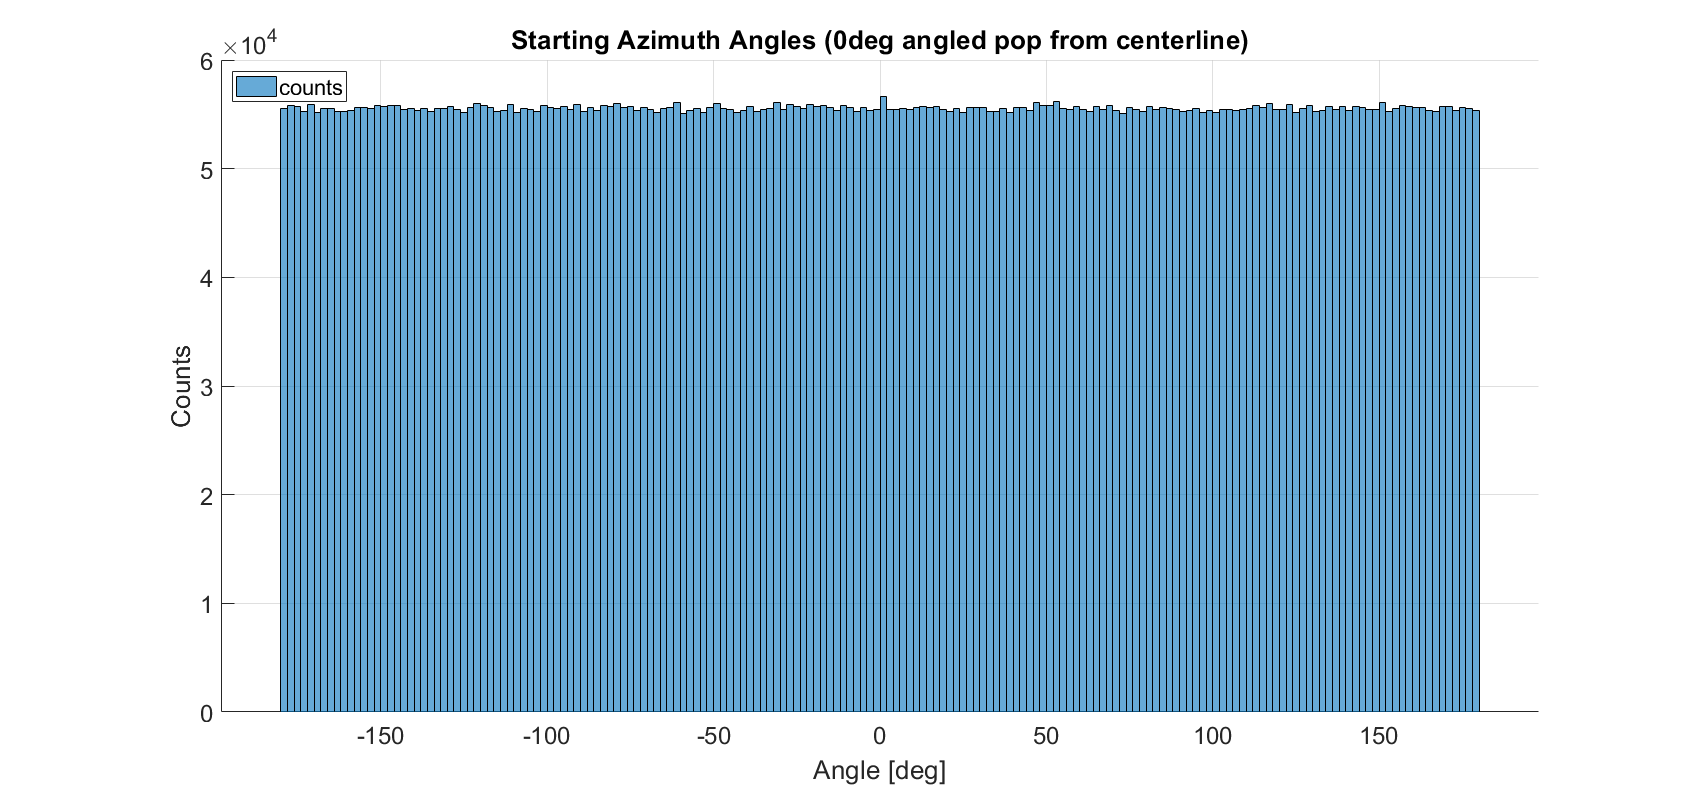 Starting Azimuth Angles (0deg angled pop from centerline)
×10^4
counts
6
5
4
3
2
1
0
Counts
-150 -100 -50 0 50 100 150
Angle [deg]